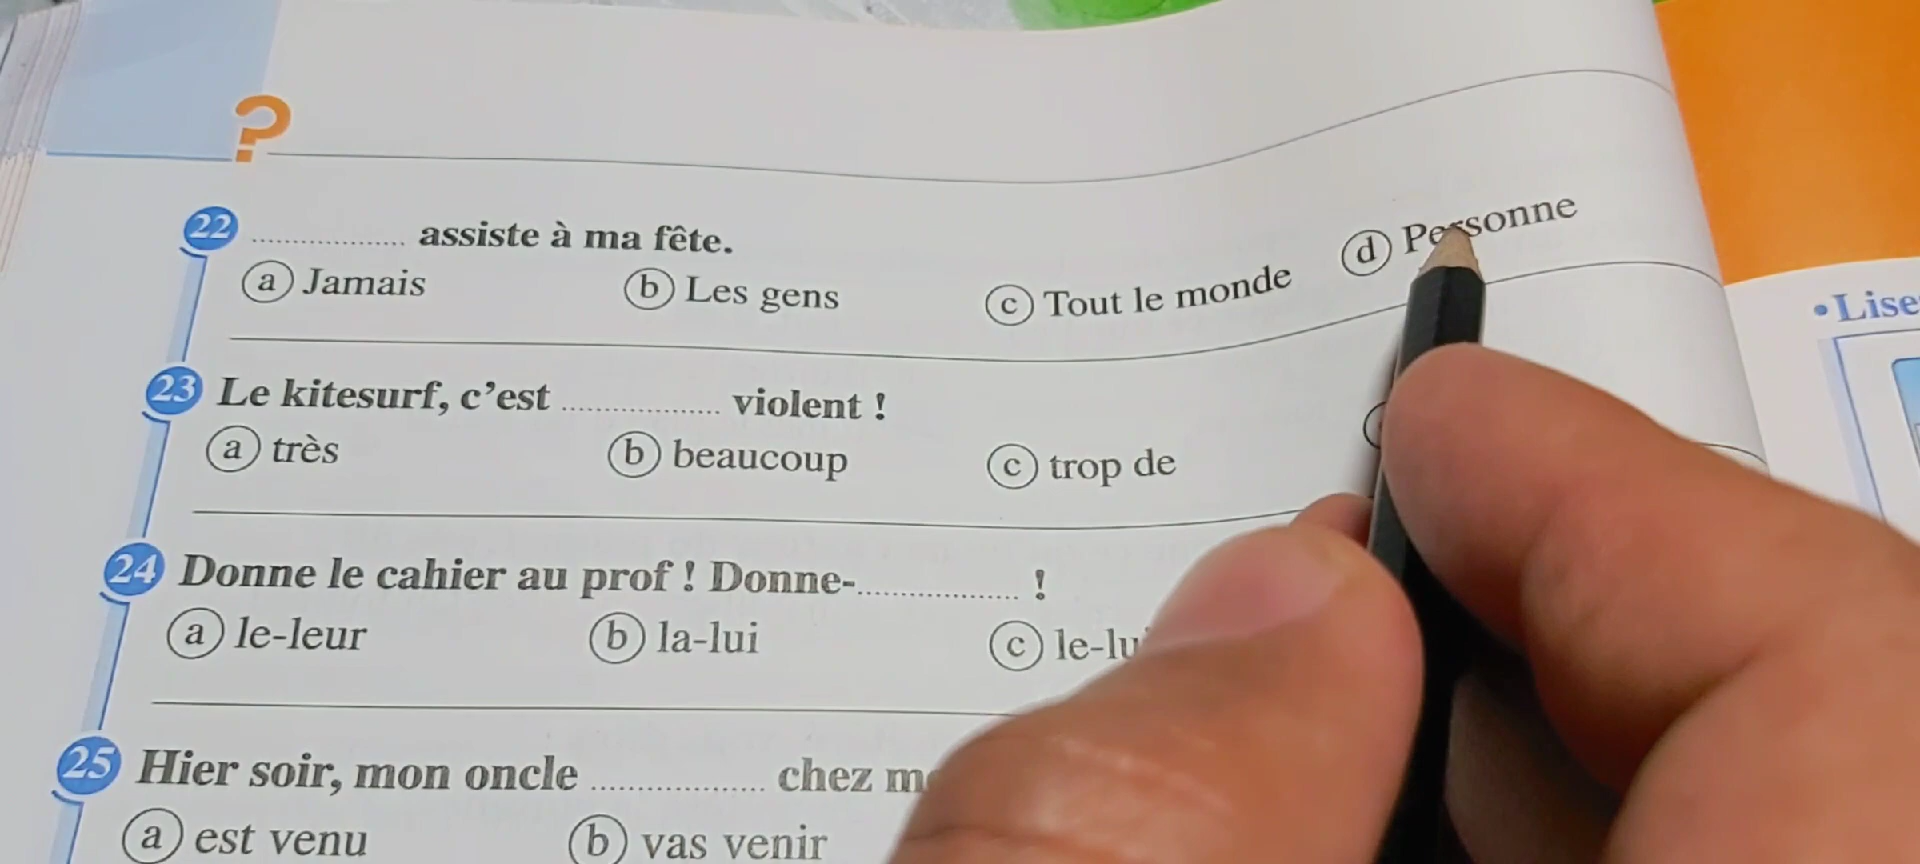 ?
22 ................ assiste à ma fête.
a Jamais b Les gens c Tout le monde d Personne
23 Le kitesurf, c’est ................ violent !
a très b beaucoup c trop de
24 Donne le cahier au prof ! Donne-................ !
a le-leur b la-lui c
25 Hier soir, mon oncle ................ chez
a est venu b vas venir
• Lise